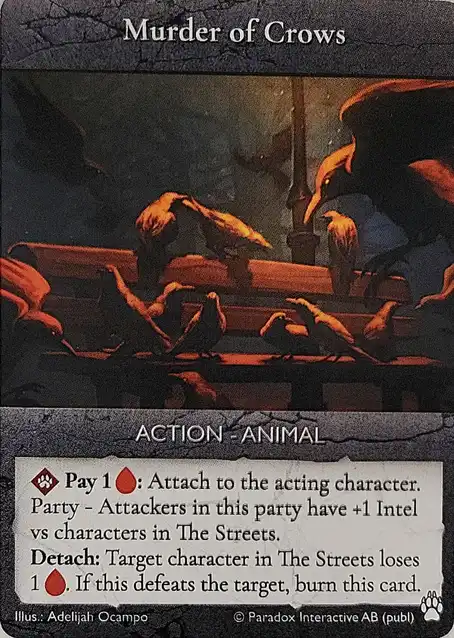 Murder of Crows
ACTION - ANIMAL
Pay 1 : Attach to the acting character.
Party - Attackers in this party have +1 Intel
vs characters in The Streets.
Detach: Target character in The Streets loses
1 . If this defeats the target, burn this card.
Illus.: Adelijah Ocampo © Paradox Interactive AB (publ)